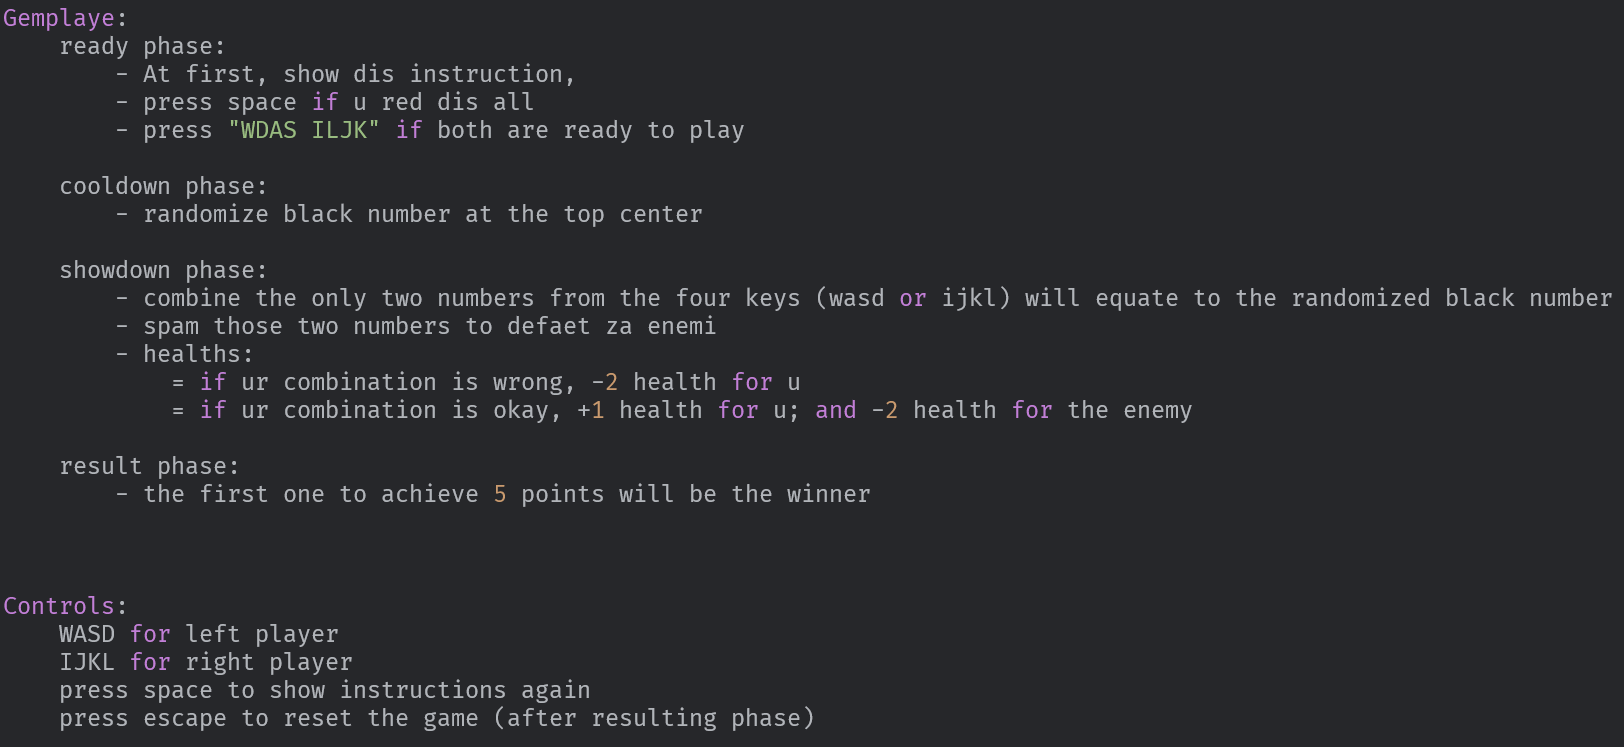 Gemplaye:
ready phase:
- At first, show dis instruction,
- press space if u red dis all
- press "WDAS ILJK" if both are ready to play
cooldown phase:
- randomize black number at the top center
showdown phase:
- combine the only two numbers from the four keys (wasd or ijkl) will equate to the randomized black number
- spam those two numbers to defaet za enemi
- healths:
= if ur combination is wrong, -2 health for u
= if ur combination is okay, +1 health for u; and -2 health for the enemy
result phase:
- the first one to achieve 5 points will be the winner
Controls:
WASD for left player
IJKL for right player
press space to show instructions again
press escape to reset the game (after resulting phase)